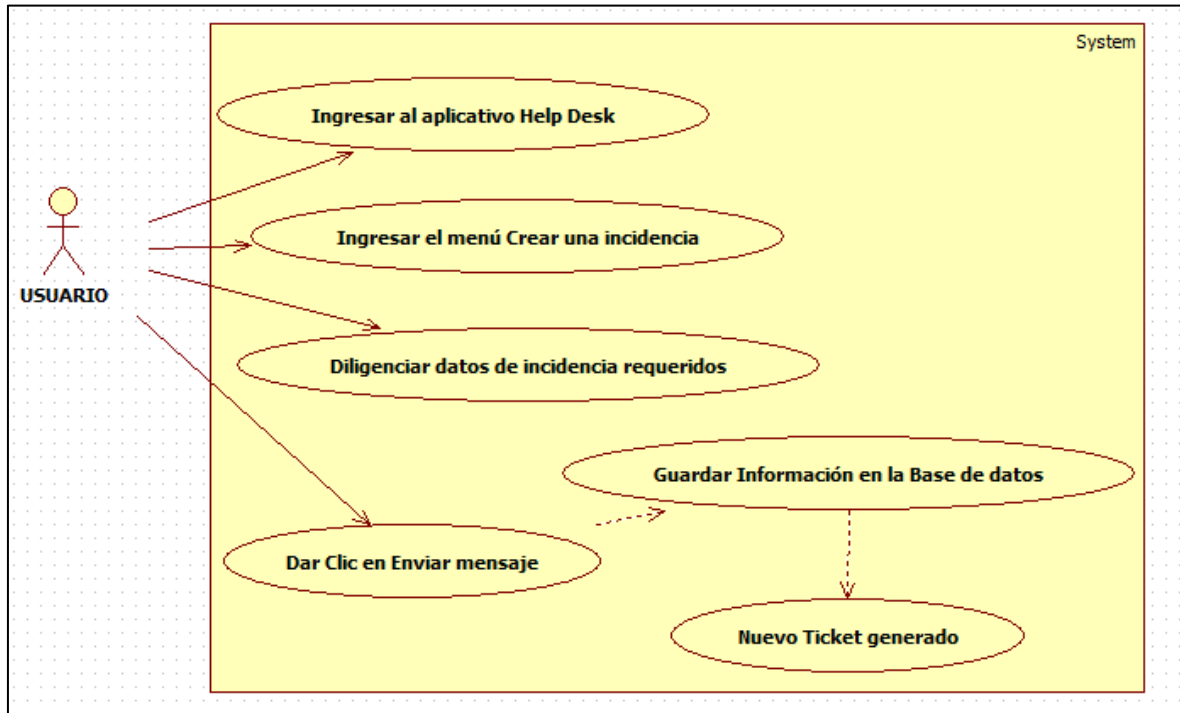 System
Ingresar al aplicativo Help Desk
Ingresar el menú Crear una incidencia
USUARIO
Diligenciar datos de incidencia requeridos
Guardar Información en la Base de datos
Dar Clic en Enviar mensaje
Nuevo Ticket generado